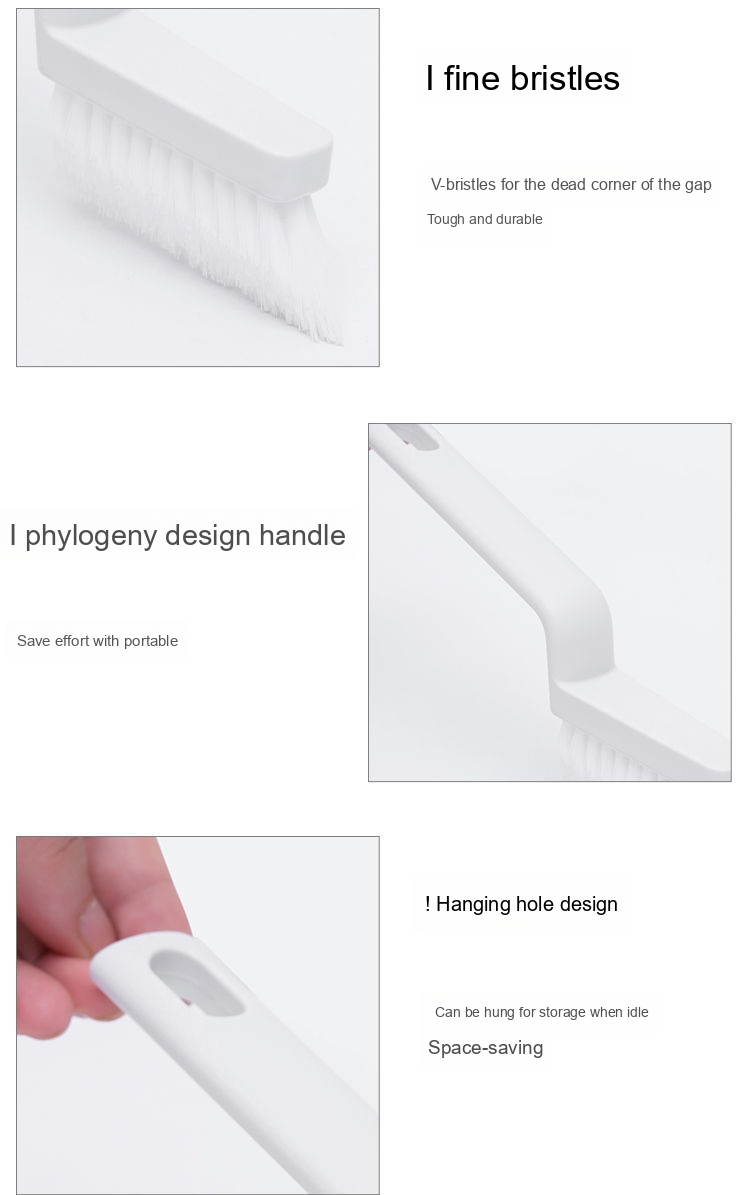 I fine bristles
V-bristles for the dead corner of the gap
Tough and durable
I phylogeny design handle
Save effort with portable
! Hanging hole design
Can be hung for storage when idle
Space-saving